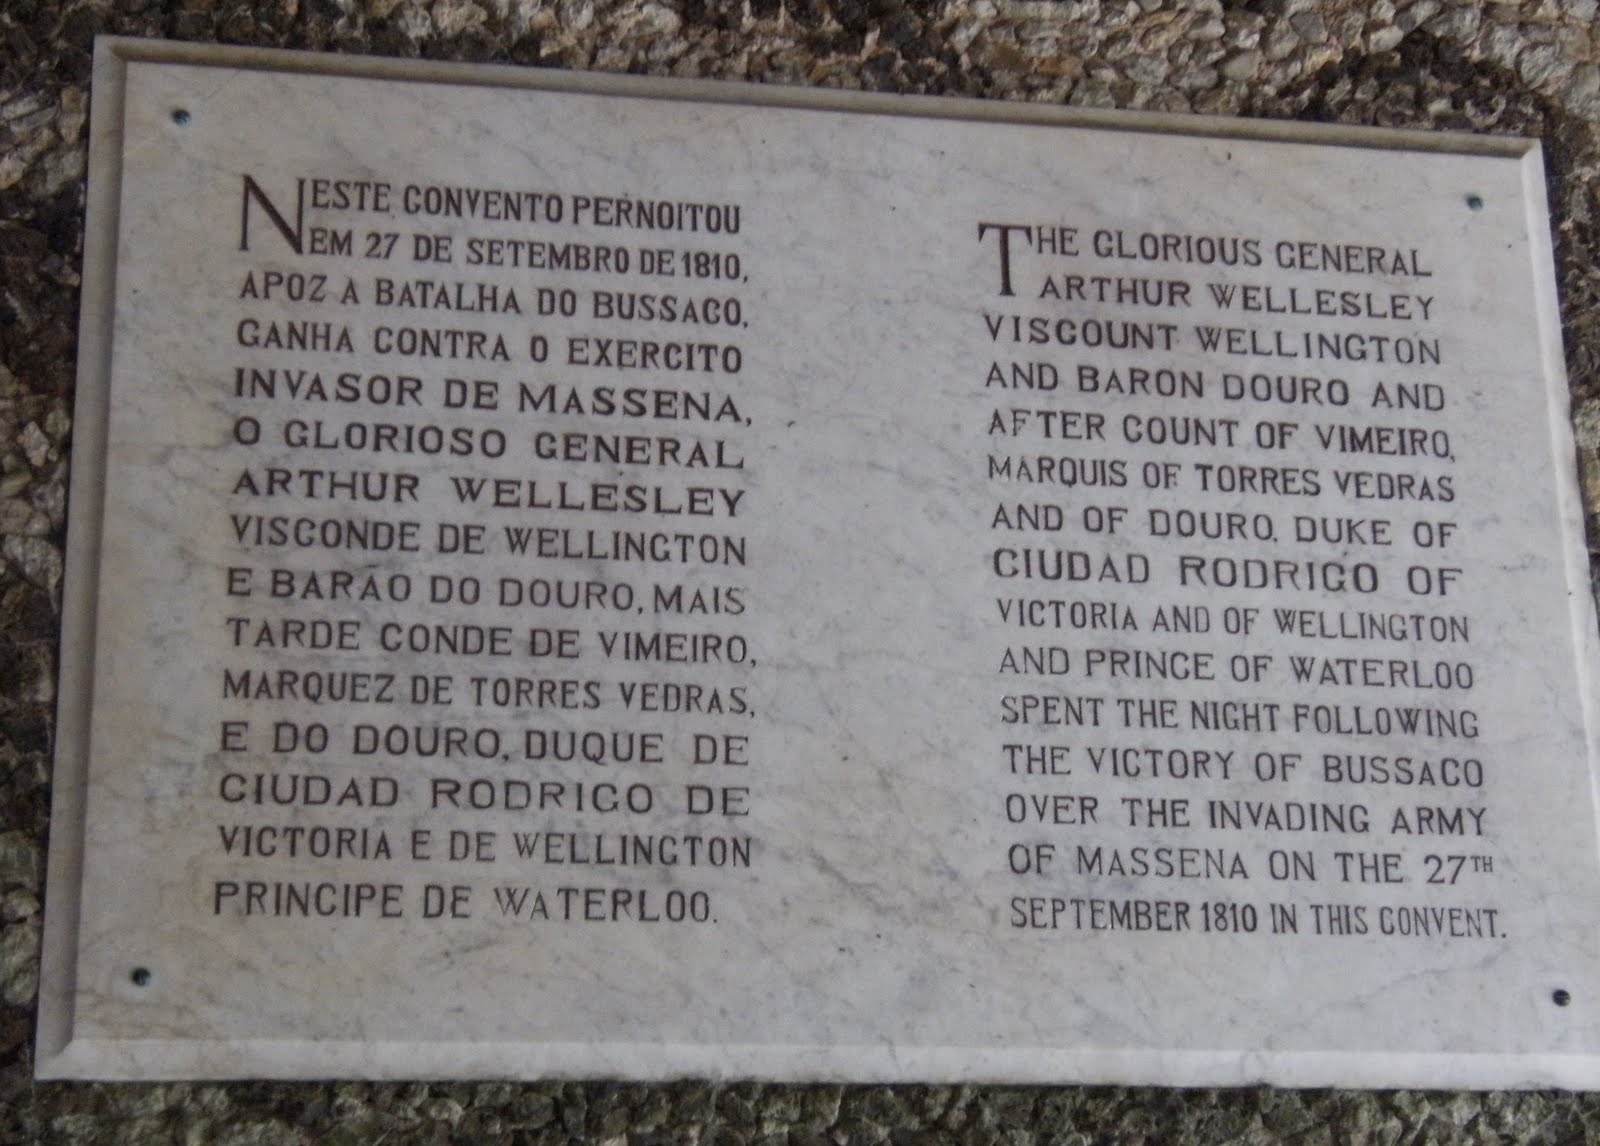 NESTE CONVENTO PERNOITOU
EM 27 DE SETEMBRO DE 1810,
APOZ A BATALHA DO BUSSACO,
GANHA CONTRA O EXERCITO
INVASOR DE MASSENA,
O GLORIOSO GENERAL
ARTHUR WELLESLEY
VISCONDE DE WELLINGTON
E BARÃO DO DOURO, MAIS
TARDE CONDE DE VIMEIRO,
MARQUEZ DE TORRES VEDRAS,
E DO DOURO, DUQUE DE
CIUDAD RODRIGO DE
VICTORIA E DE WELLINGTON
PRINCIPE DE WATERLOO.
THE GLORIOUS GENERAL
ARTHUR WELLESLEY
VISCOUNT WELLINGTON
AND BARON DOURO AND
AFTER COUNT OF VIMEIRO,
MARQUIS OF TORRES VEDRAS
AND OF DOURO, DUKE OF
CIUDAD RODRIGO OF
VICTORIA AND OF WELLINGTON
AND PRINCE OF WATERLOO
SPENT THE NIGHT FOLLOWING
THE VICTORY OF BUSSACO
OVER THE INVADING ARMY
OF MASSENA ON THE 27TH
SEPTEMBER 1810 IN THIS CONVENT.